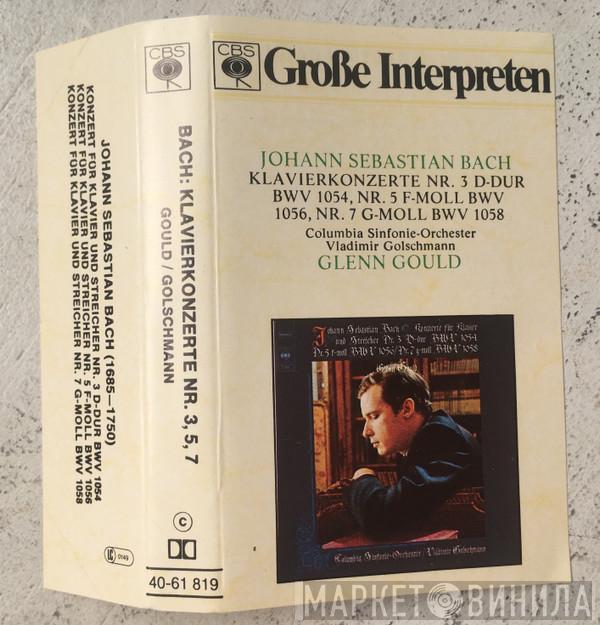 JOHANN SEBASTIAN BACH (1685—1750)
KONZERT FÜR KLAVIER UND STREICHER NR. 3 D-DUR BWV 1054
KONZERT FÜR KLAVIER UND STREICHER NR. 5 F-MOLL BWV 1056
KONZERT FÜR KLAVIER UND STREICHER NR. 7 G-MOLL BWV 1058
LC 0149
CBS
BACH: KLAVIERKONZERTE NR. 3, 5, 7
GOULD/GOLSCHMANN
C
40-61 819
CBS
Große Interpreten
JOHANN SEBASTIAN BACH
KLAVIERKONZERTE NR. 3 D-DUR
BWV 1054, NR. 5 F-MOLL BWV
1056, NR. 7 G-MOLL BWV 1058
Columbia Sinfonie-Orchester
Vladimir Golschmann
GLENN GOULD
Johann Sebastian Bach Konzerte für Klavier
und Streicher Nr. 3 D-dur BWV 1054
Nr. 5 f-moll BWV 1056/Nr. 7 g-moll BWV 1058
Glenn Gould
Columbia Sinfonie-Orchester/Vladimir Golschmann
МАРКЕТ ВИНИЛА